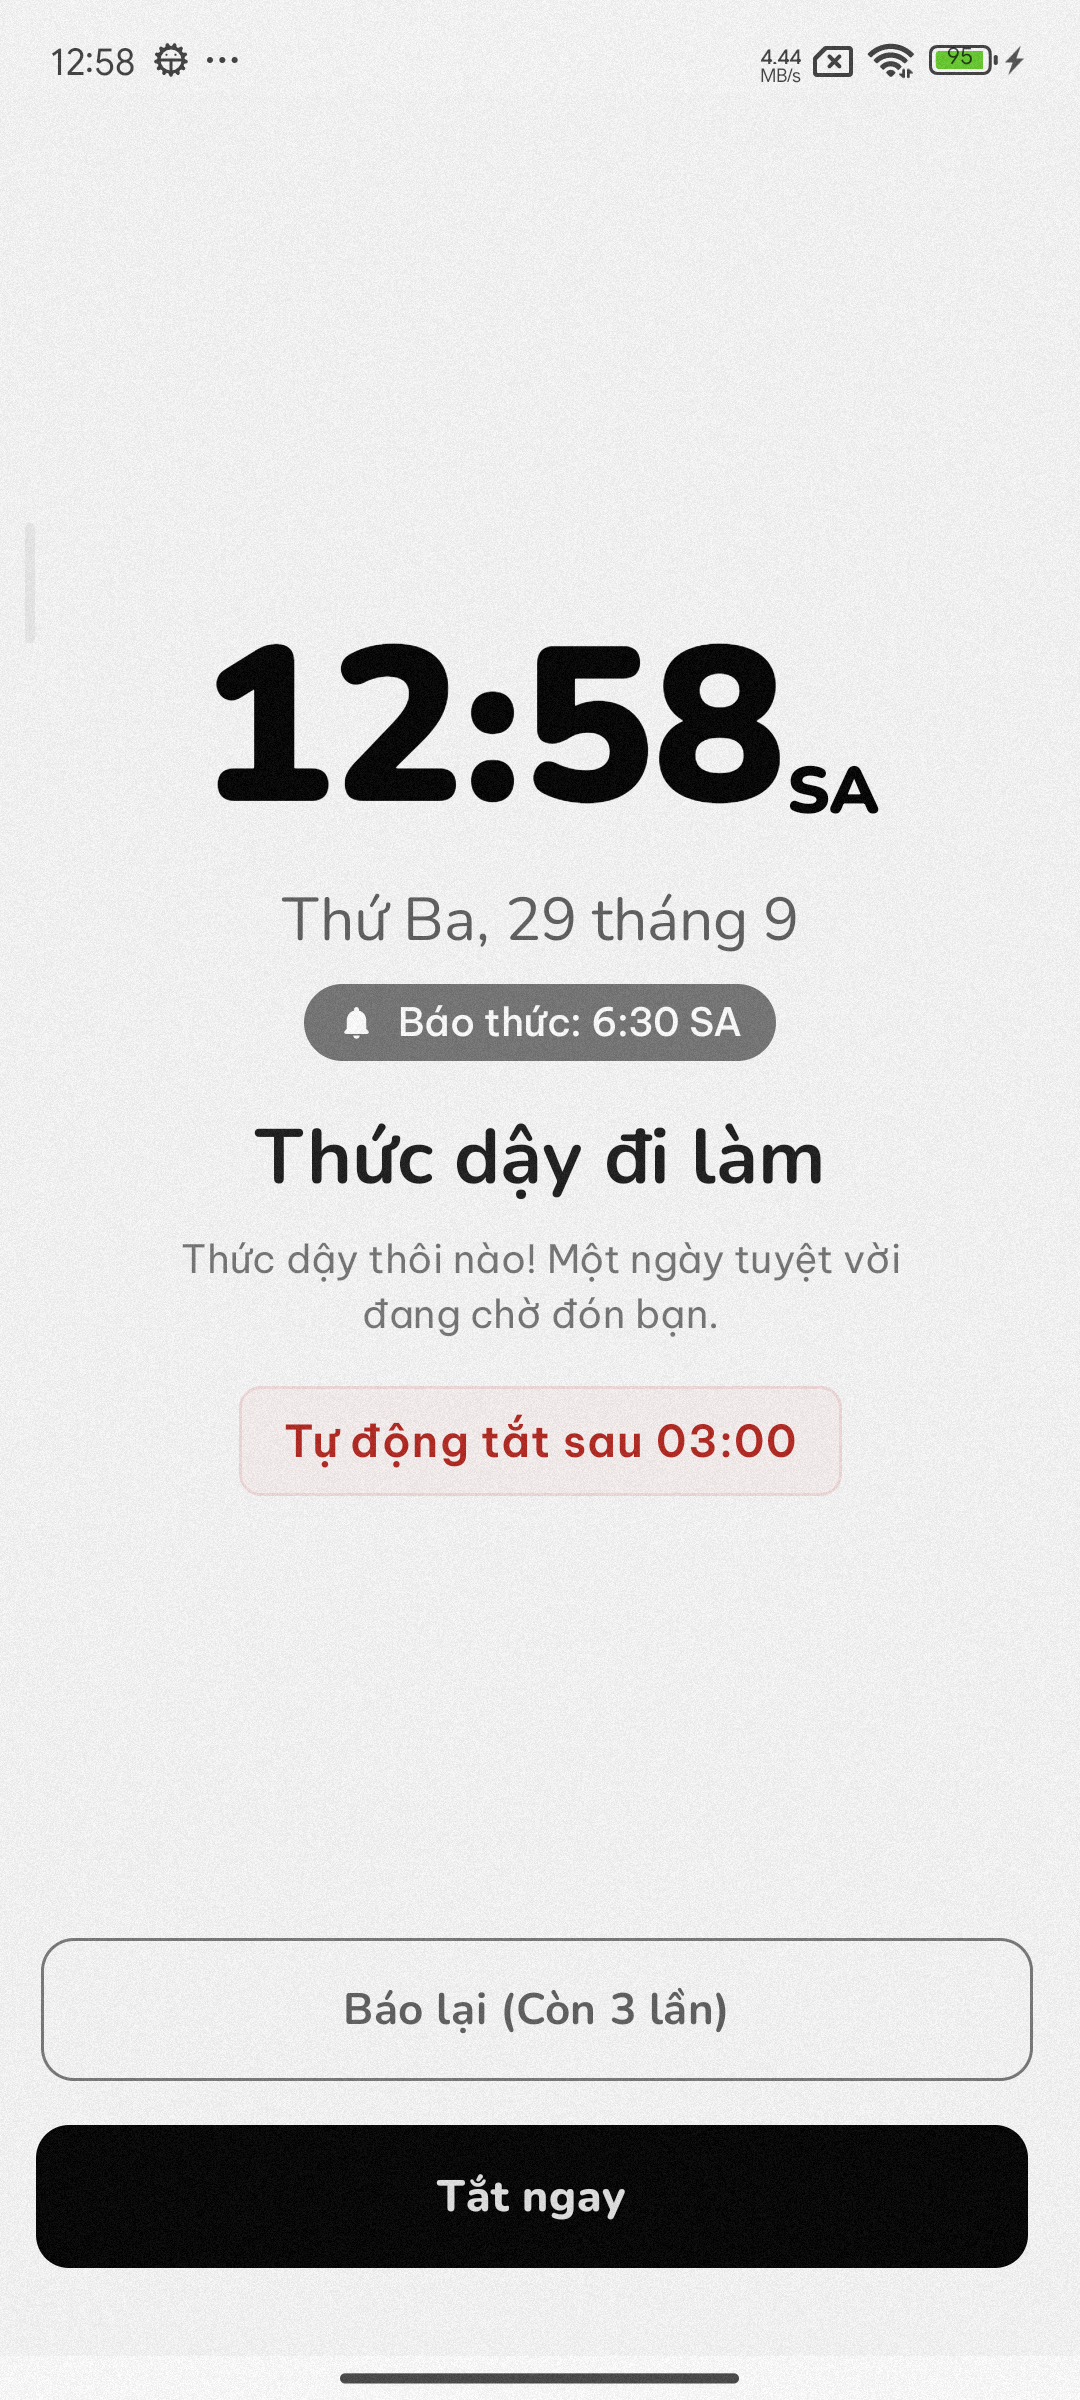 12:58 ... 4.44 MB/s 95
12:58 SA
Thứ Ba, 29 tháng 9
Báo thức: 6:30 SA
Thức dậy đi làm
Thức dậy thôi nào! Một ngày tuyệt vời
đang chờ đón bạn.
Tự động tắt sau 03:00
Báo lại (Còn 3 lần)
Tắt ngay